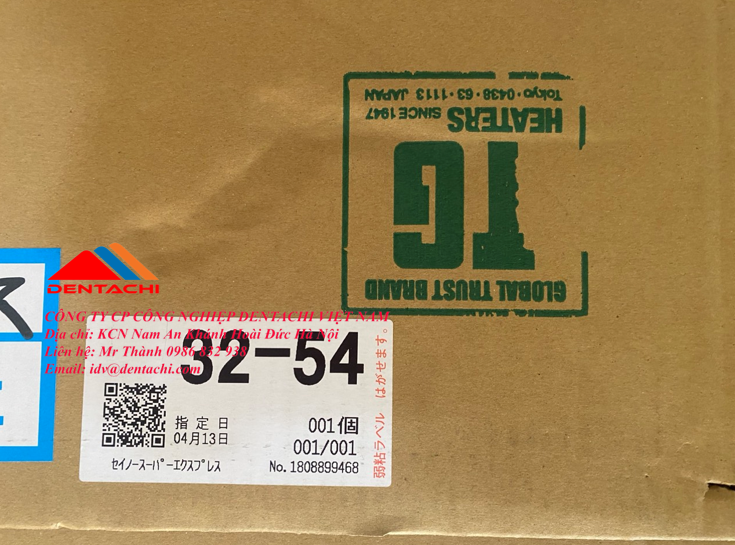 Tokyo・0438・63・1113 JAPAN
HEATERS SINCE 1947
TG
GLOBAL TRUST BRAND
DENTACHI
CÔNG TY CP CÔNG NGHIỆP DENTACHI VIỆT NAM
Địa chỉ: KCN Nam An Khánh Hoài Đức Hà Nội
Liên hệ: Mr Thành 0986 832 938
Email: idv@dentachi.com
32-54
指定日
04月13日
001個
001/001
セイノースーパーエクスプレス
No.1808899468
弱粘ラベル はがせます。